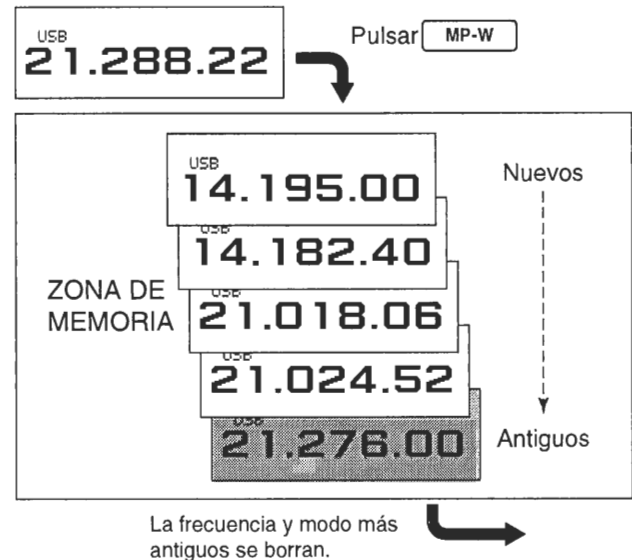 USB
21.288.22
Pulsar MP-W
USB
14.195.00
Nuevos
USB
14.182.40
ZONA DE
MEMORIA
USB
21.018.06
USB
21.024.52
USB
21.276.00
Antiguos
La frecuencia y modo más
antiguos se borran.